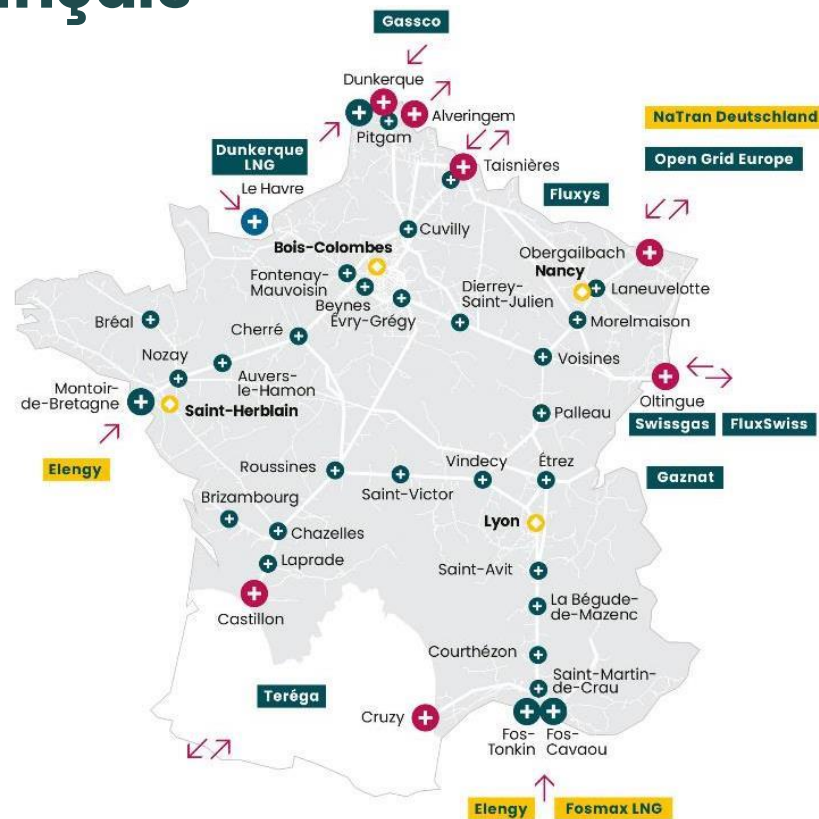 Gassco
Dunkerque
Alveringem
Pitgam
NaTran Deutschland
Dunkerque
LNG
Taisnières
Open Grid Europe
Le Havre
Fluxys
Cuvilly
Bois-Colombes
Obergailbach
Nancy
Fontenay-
Mauvoisin
Laneuvelotte
Beynes
Évry-Grégy
Dierrey-
Saint-Julien
Bréal
Cherré
Morelmaison
Nozay
Voisines
Auvers-
le-Hamon
Montoir-
de-Bretagne
Saint-Herblain
Oltingue
Palleau
Swissgas
FluxSwiss
Elengy
Roussines
Saint-Victor
Vindecy
Étrez
Gaznat
Brizambourg
Lyon
Chazelles
Laprade
Saint-Avit
Castillon
La Bégude-
de-Mazenc
Courthézon
Saint-Martin-
de-Crau
Teréga
Cruzy
Fos-
Tonkin
Fos-
Cavaou
Elengy
Fosmax LNG